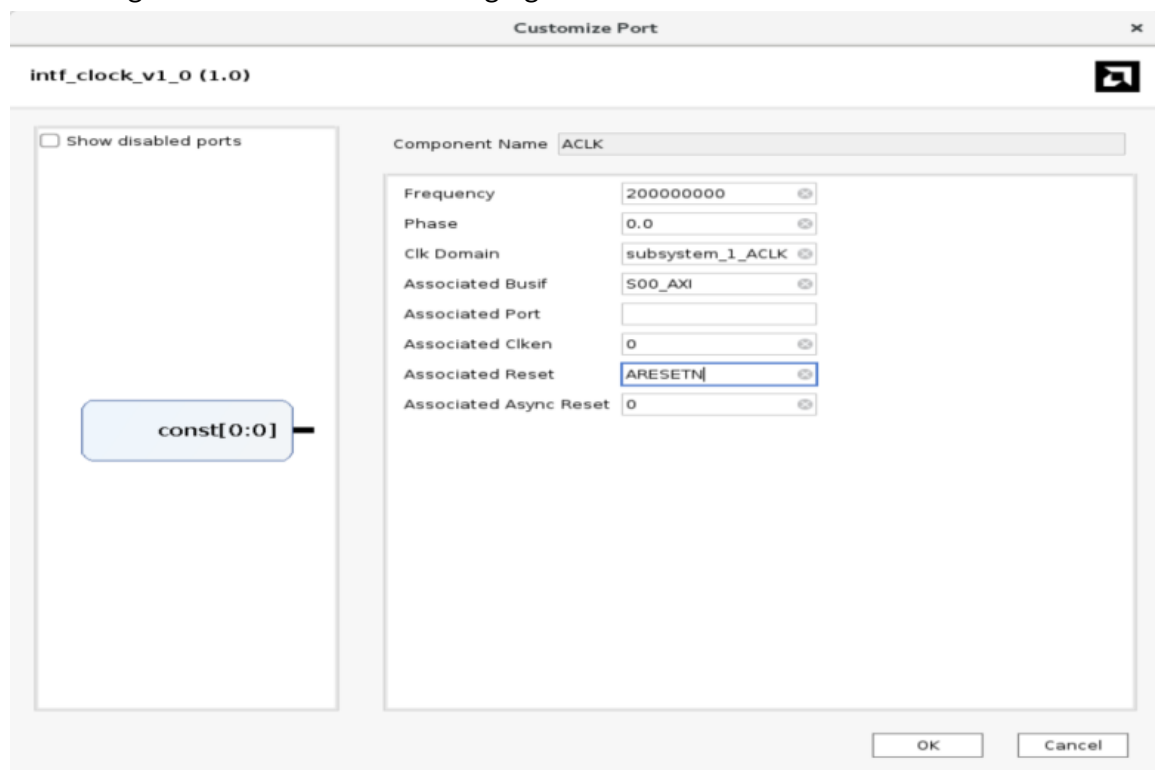 Customize Port
intf_clock_v1_0 (1.0)
Show disabled ports
const[0:0]
Component Name ACLK
Frequency 200000000
Phase 0.0
Clk Domain subsystem_1_ACLK
Associated Busif S00_AXI
Associated Port
Associated Clken 0
Associated Reset ARESETN
Associated Async Reset 0
OK Cancel